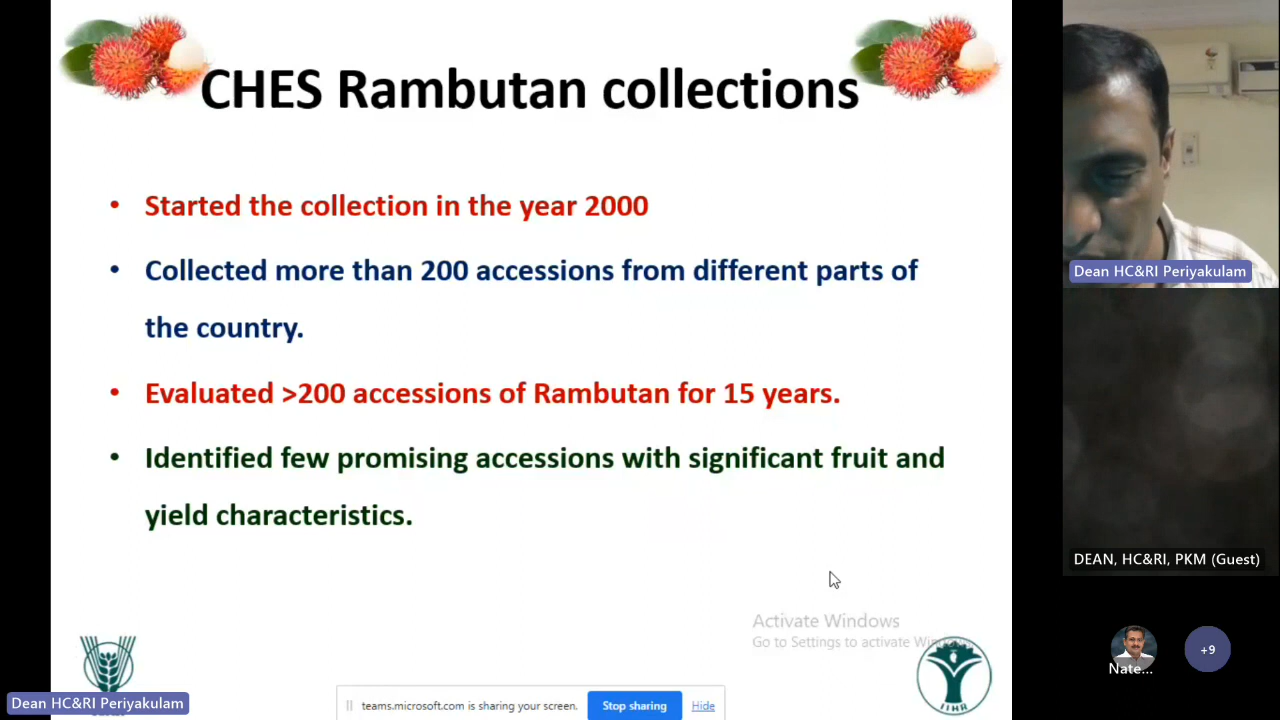 CHES Rambutan collections
• Started the collection in the year 2000
• Collected more than 200 accessions from different parts of
the country.
• Evaluated >200 accessions of Rambutan for 15 years.
• Identified few promising accessions with significant fruit and
yield characteristics.
Activate Windows
Go to Settings to activate
IIHR
teams.microsoft.com is sharing your screen.
Stop sharing
Hide
Dean HC&RI Periyakulam
Dean HC&RI Periyakulam
DEAN, HC&RI, PKM (Guest)
Nate...
+9